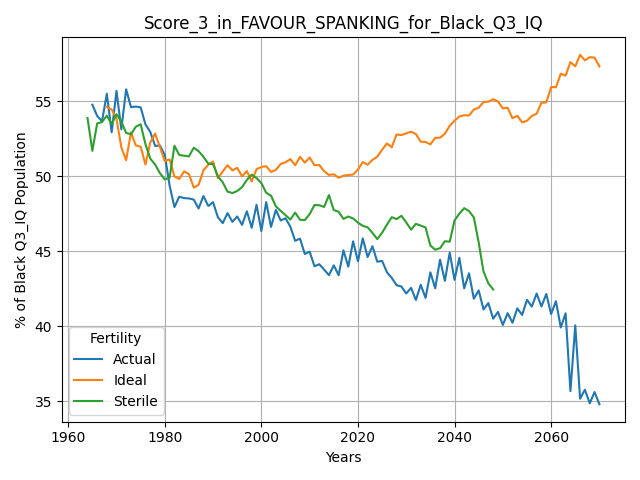 Score_3_in_FAVOUR_SPANKING_for_Black_Q3_IQ
% of Black Q3_IQ Population
55
50
45
40
35
Fertility
Actual
Ideal
Sterile
1960 1980 2000 2020 2040 2060
Years